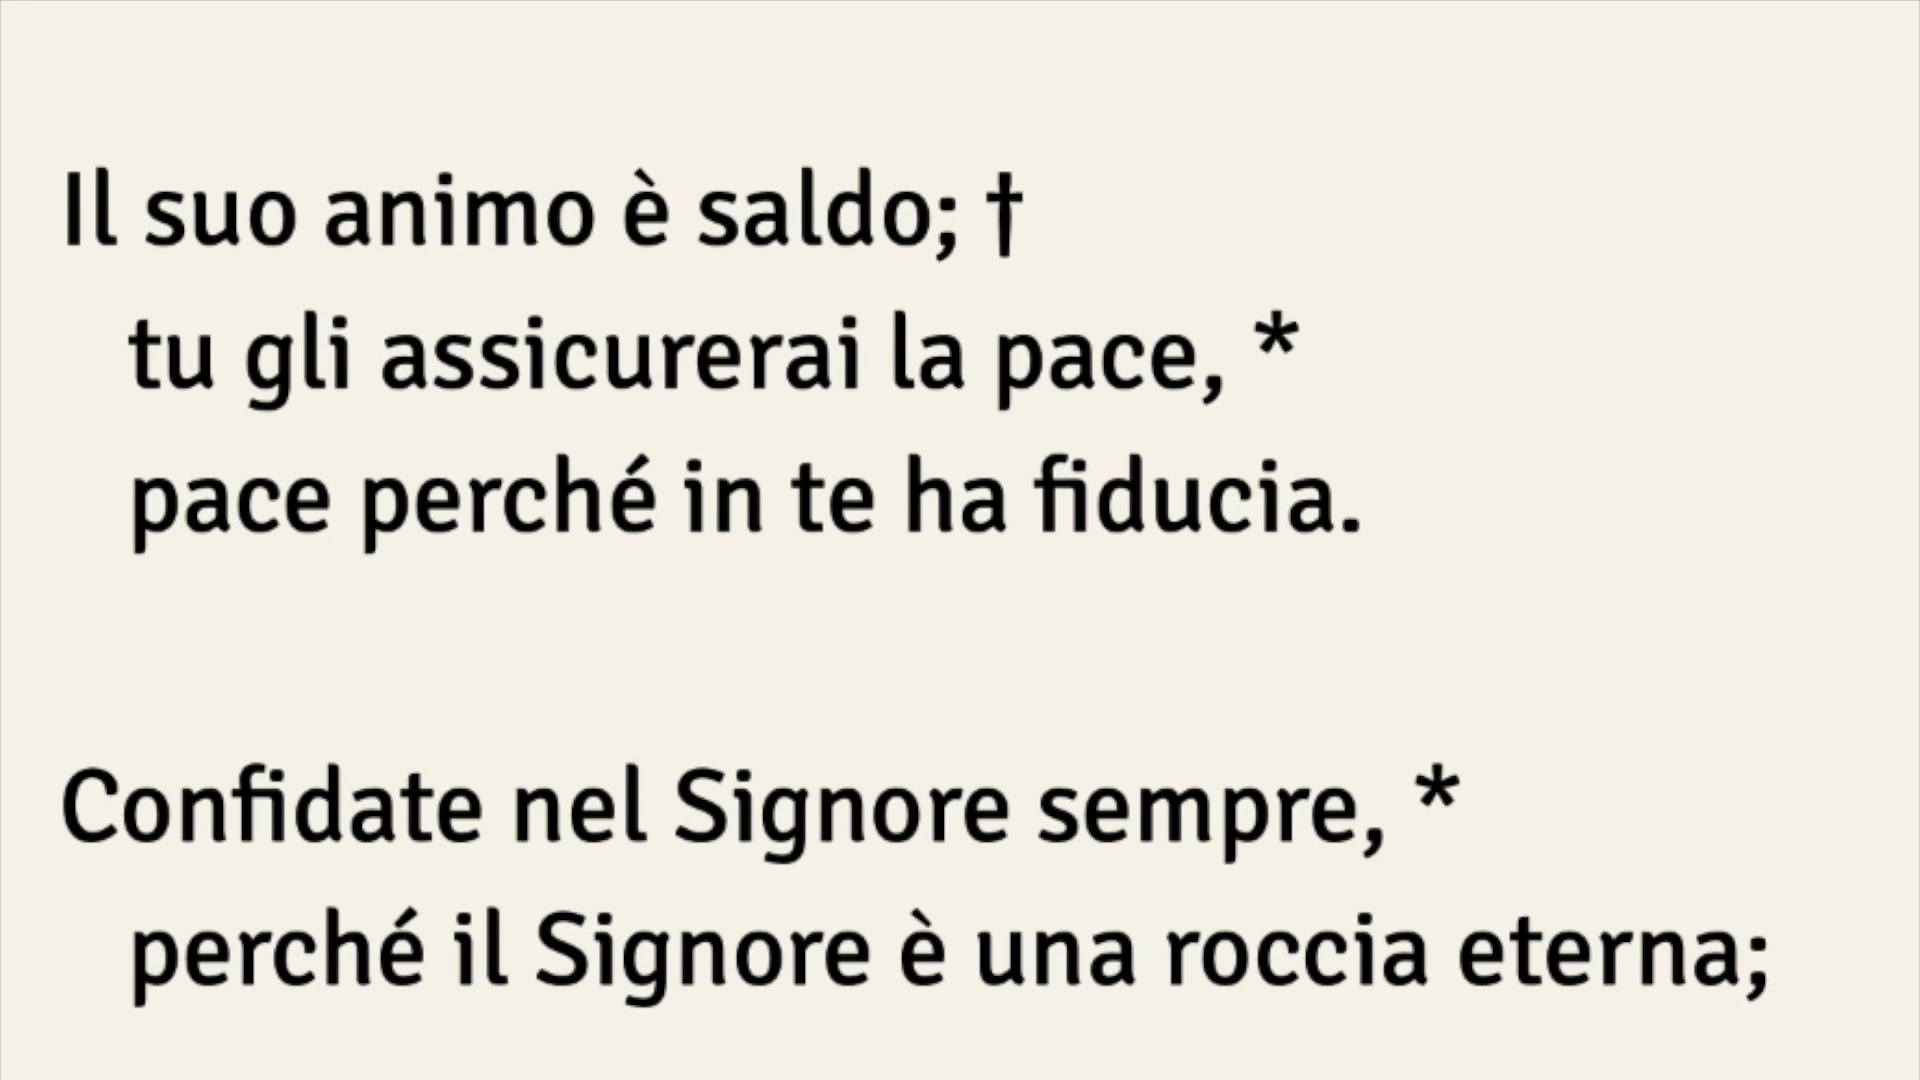 Il suo animo è saldo; †
tu gli assicurerai la pace, *
pace perché in te ha fiducia.
Confidate nel Signore sempre, *
perché il Signore è una roccia eterna;